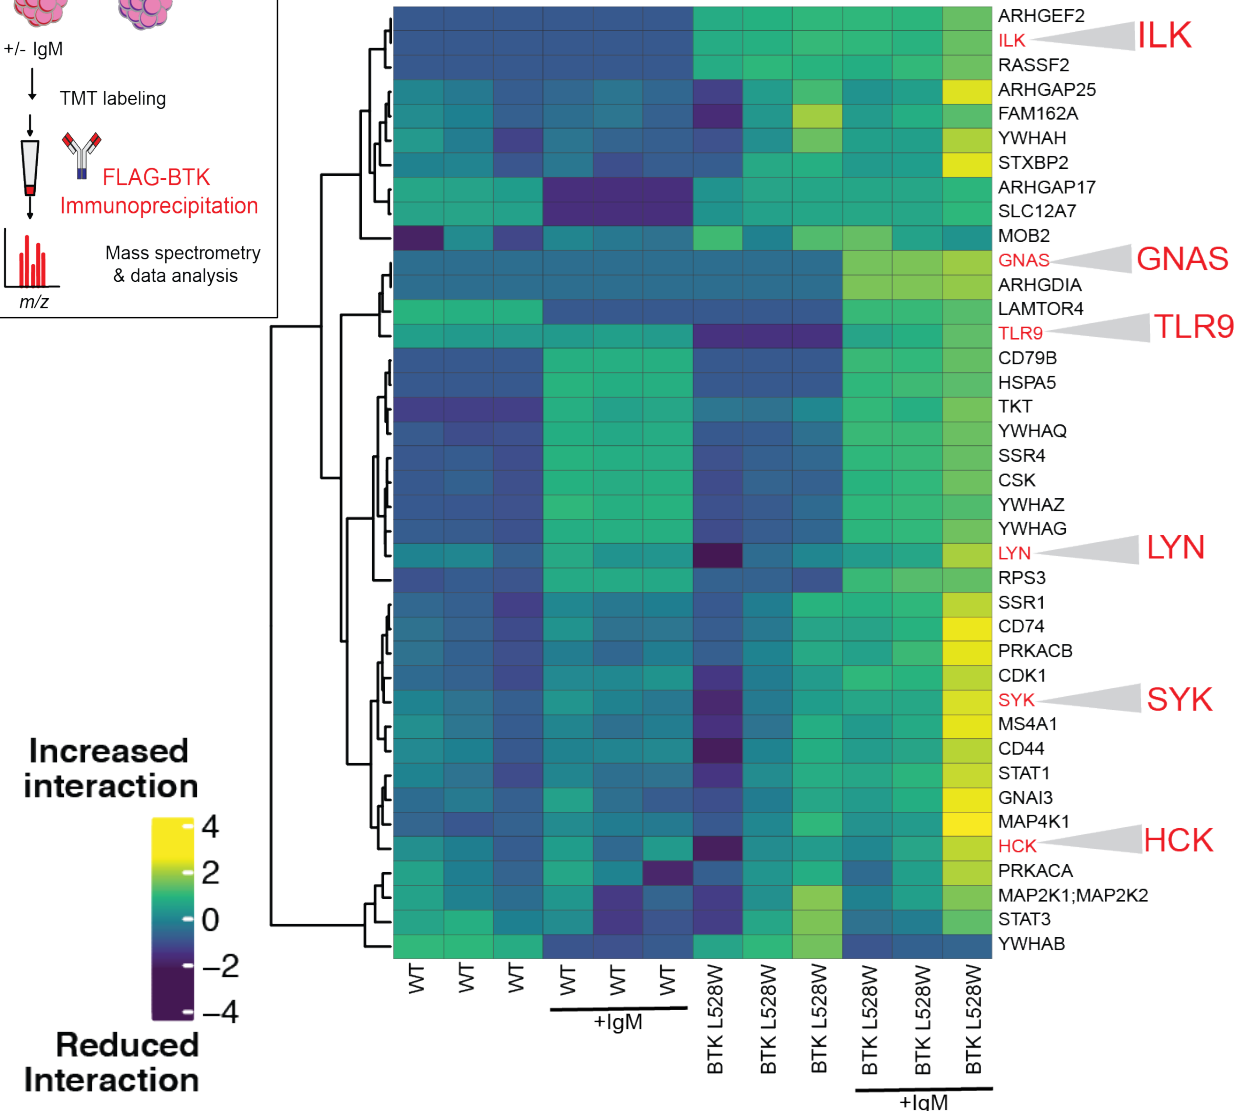 +/- IgM
TMT labeling
FLAG-BTK
Immunoprecipitation
Mass spectrometry
& data analysis
m/z
ARHGEF2
ILK
ILK
RASSF2
ARHGAP25
FAM162A
YWHAH
STXBP2
ARHGAP17
SLC12A7
MOB2
GNAS
GNAS
ARHGDIA
LAMTOR4
TLR9
TLR9
CD79B
HSPA5
TKT
YWHAQ
SSR4
CSK
YWHAZ
YWHAG
LYN
LYN
RPS3
SSR1
CD74
PRKACB
CDK1
SYK
SYK
MS4A1
CD44
STAT1
GNAI3
MAP4K1
HCK
HCK
PRKACA
MAP2K1;MAP2K2
STAT3
YWHAB
Increased
interaction
4
2
0
−2
−4
Reduced
Interaction
WT
WT
WT
WT
WT
WT
+IgM
BTK L528W
BTK L528W
BTK L528W
BTK L528W
BTK L528W
BTK L528W
+IgM